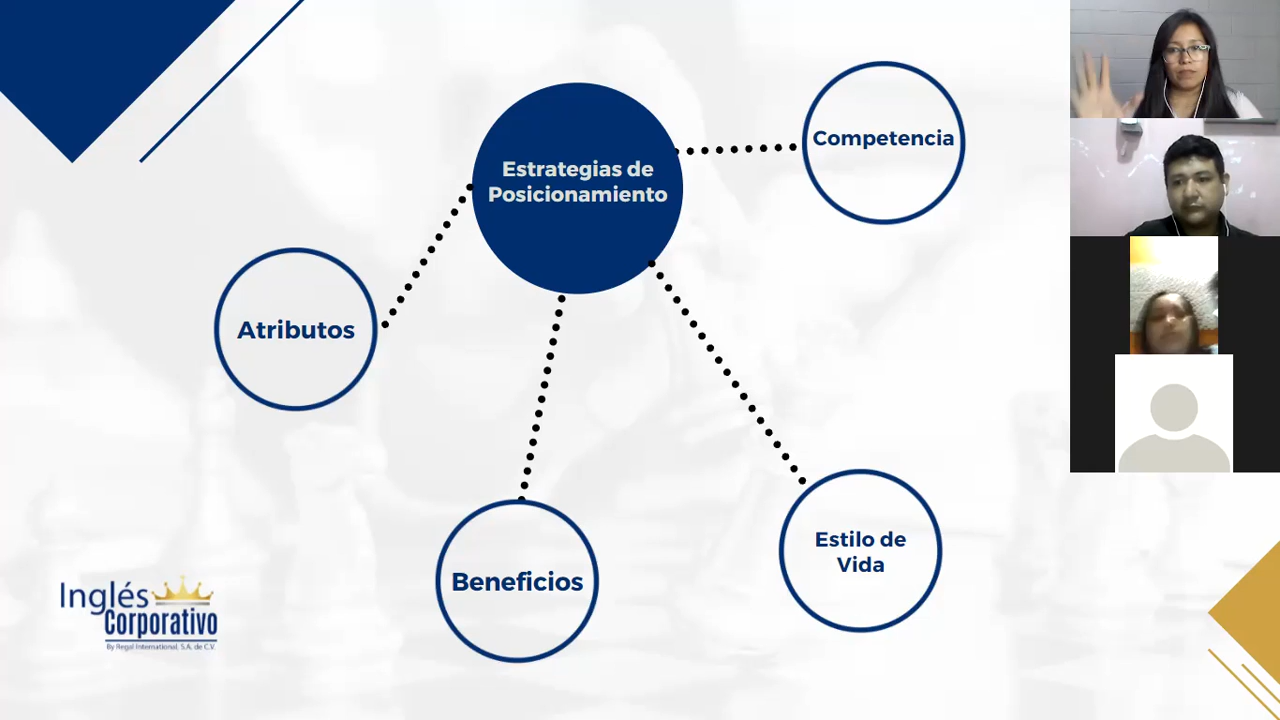 Estrategias de
Posicionamiento
Competencia
Atributos
Beneficios
Estilo de
Vida
Inglés
Corporativo
By Regal International, S.A. de C.V.